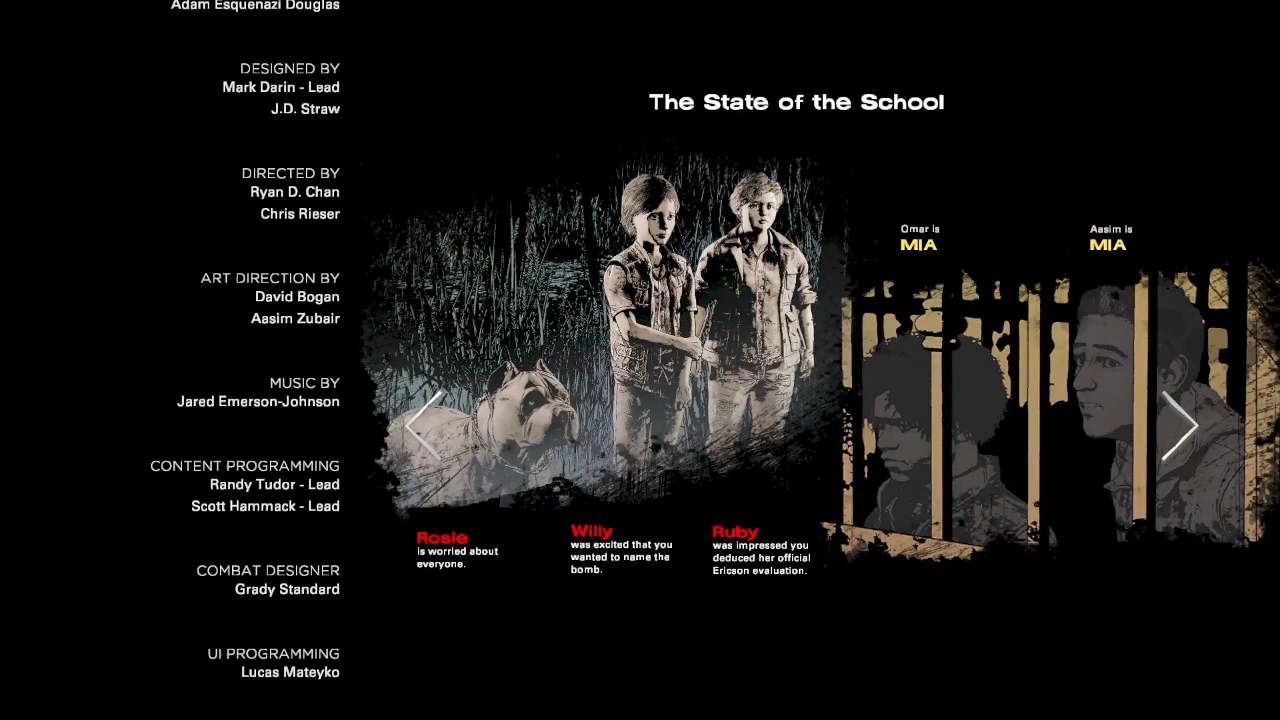 Adam Esquenazi Douglas
DESIGNED BY
Mark Darin - Lead
J.D. Straw
DIRECTED BY
Ryan D. Chan
Chris Rieser
ART DIRECTION BY
David Bogan
Aasim Zubair
MUSIC BY
Jared Emerson-Johnson
CONTENT PROGRAMMING
Randy Tudor - Lead
Scott Hammack - Lead
COMBAT DESIGNER
Grady Standard
UI PROGRAMMING
Lucas Mateyko
The State of the School
Omar is
MIA
Aasim is
MIA
Rosie
is worried about
everyone.
Willy
was excited that you
wanted to name the
bomb.
Ruby
was impressed you
deduced her official
Ericson evaluation.